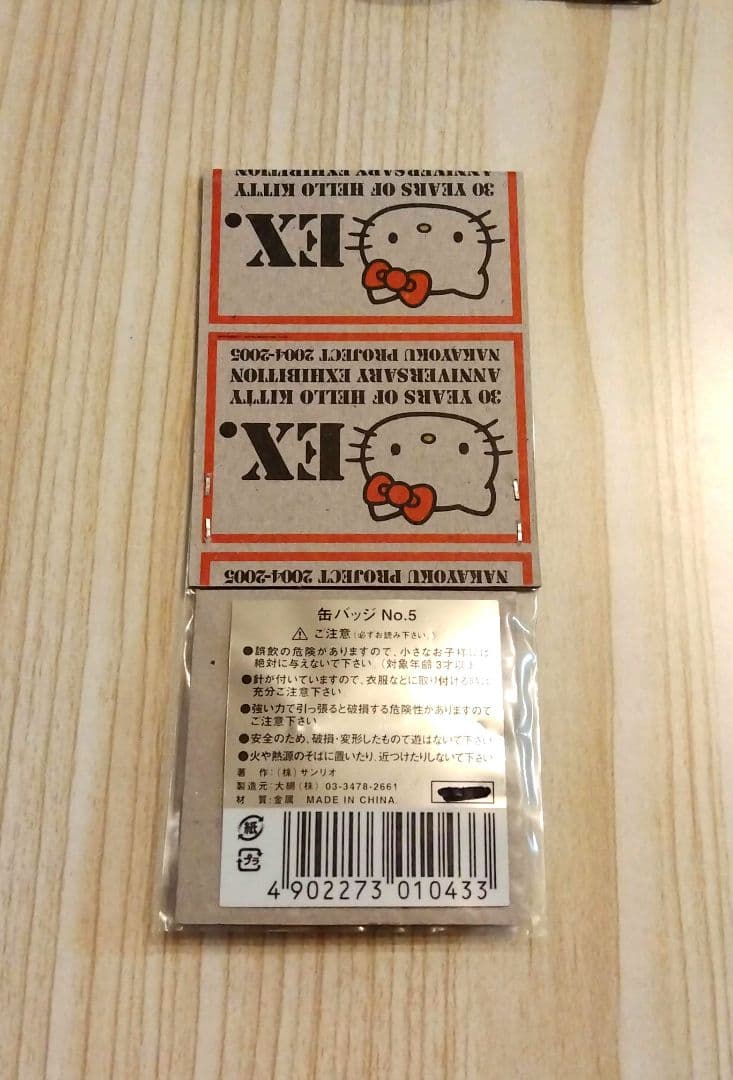 ANNIVERSARY EXHIBITION
30 YEARS OF HELLO KITTY
EX.
NAKAYOKU PROJECT 2004-2005
ANNIVERSARY EXHIBITION
30 YEARS OF HELLO KITTY
EX.
NAKAYOKU PROJECT 2004-2005
缶バッジ No.5
⚠ ご注意(必ずお読み下さい。)
●誤飲の危険がありますので、小さなお子様には
絶対に与えないで下さい。(対象年齢 3才以上
●針が付いていますので、衣服などに取り付ける時は
充分ご注意下さい
●強い力で引っ張ると破損する危険性がありますので
ご注意下さい
●安全のため、破損・変形したもので遊ばないで下さい
●火や熱源のそばに置いたり、近づけたりしないで下さい
著 作:(株)サンリオ
製造元:大網(株) 03-3478-2661
材 質:金属 MADE IN CHINA.
紙
プラ
4 902273 010433